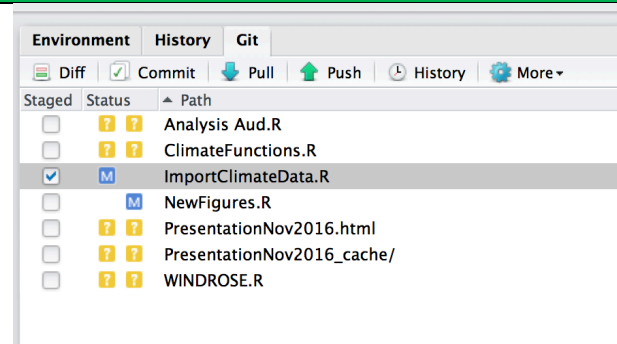 Environment History Git
Diff Commit Pull Push History More
Staged Status Path
? ? Analysis Aud.R
? ? ClimateFunctions.R
M ImportClimateData.R
M NewFigures.R
? ? PresentationNov2016.html
? ? PresentationNov2016_cache/
? ? WINDROSE.R